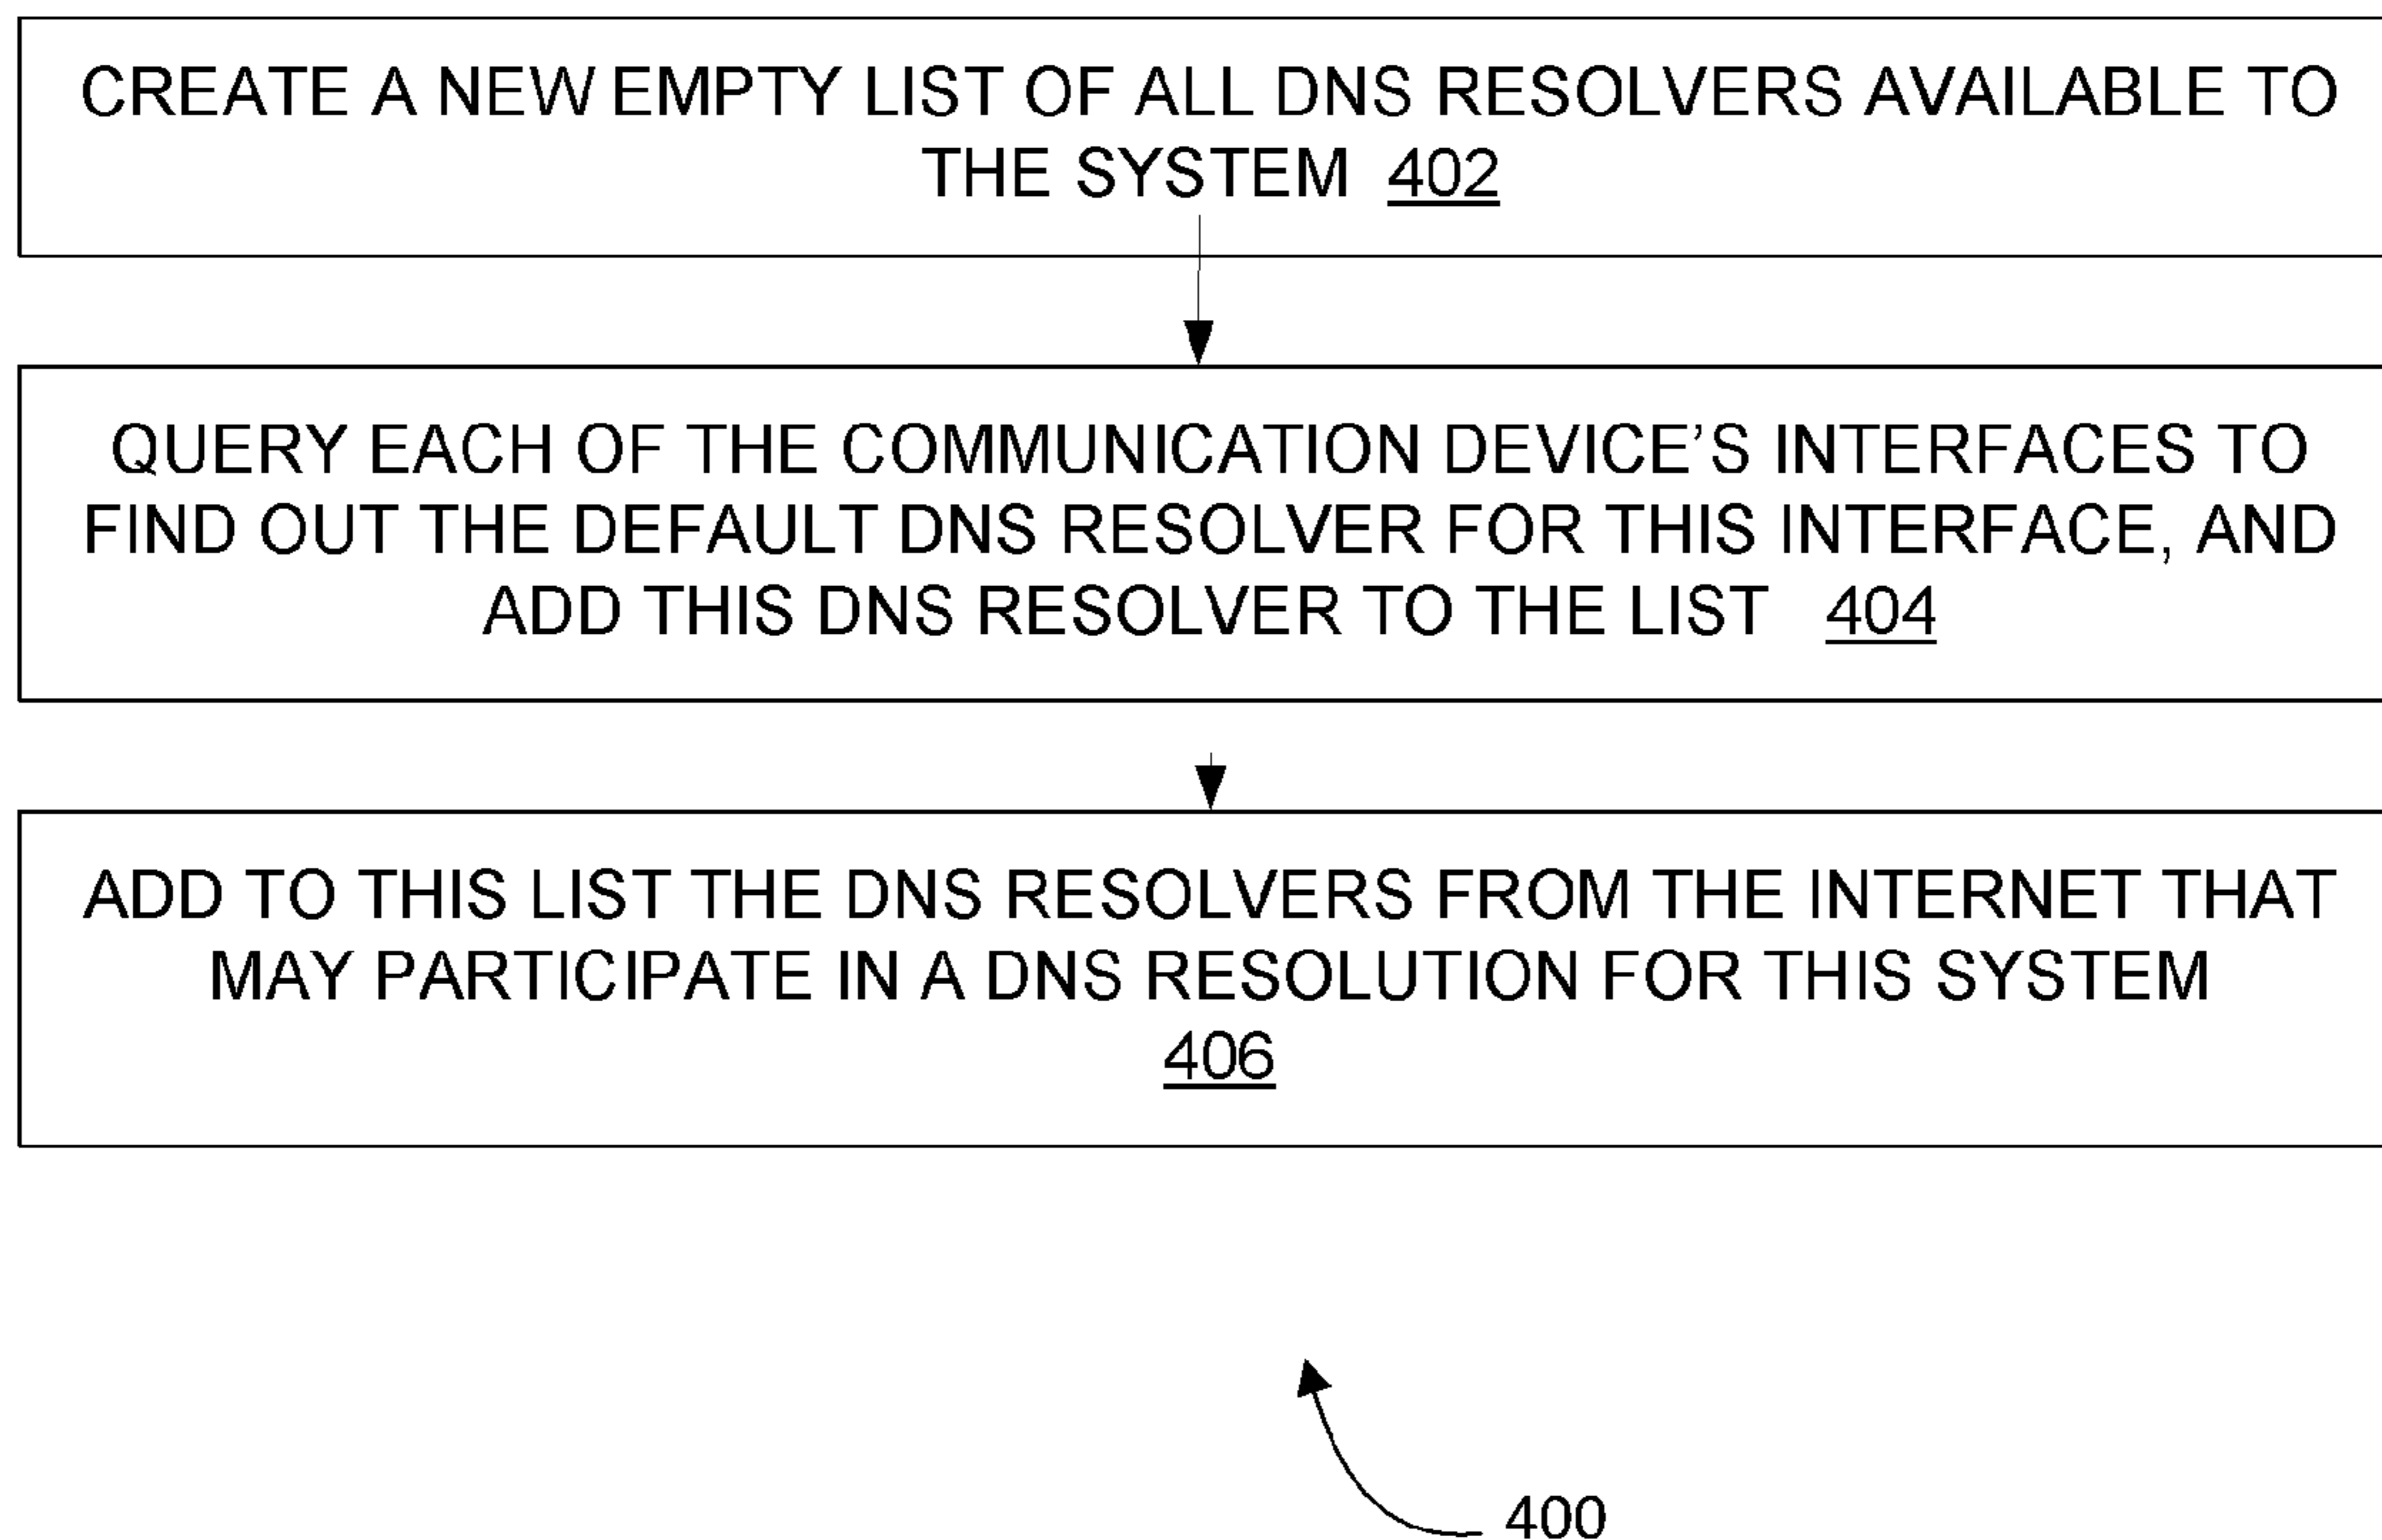 CREATE A NEW EMPTY LIST OF ALL DNS RESOLVERS AVAILABLE TO
THE SYSTEM 402
QUERY EACH OF THE COMMUNICATION DEVICE’S INTERFACES TO
FIND OUT THE DEFAULT DNS RESOLVER FOR THIS INTERFACE, AND
ADD THIS DNS RESOLVER TO THE LIST 404
ADD TO THIS LIST THE DNS RESOLVERS FROM THE INTERNET THAT
MAY PARTICIPATE IN A DNS RESOLUTION FOR THIS SYSTEM
406
400